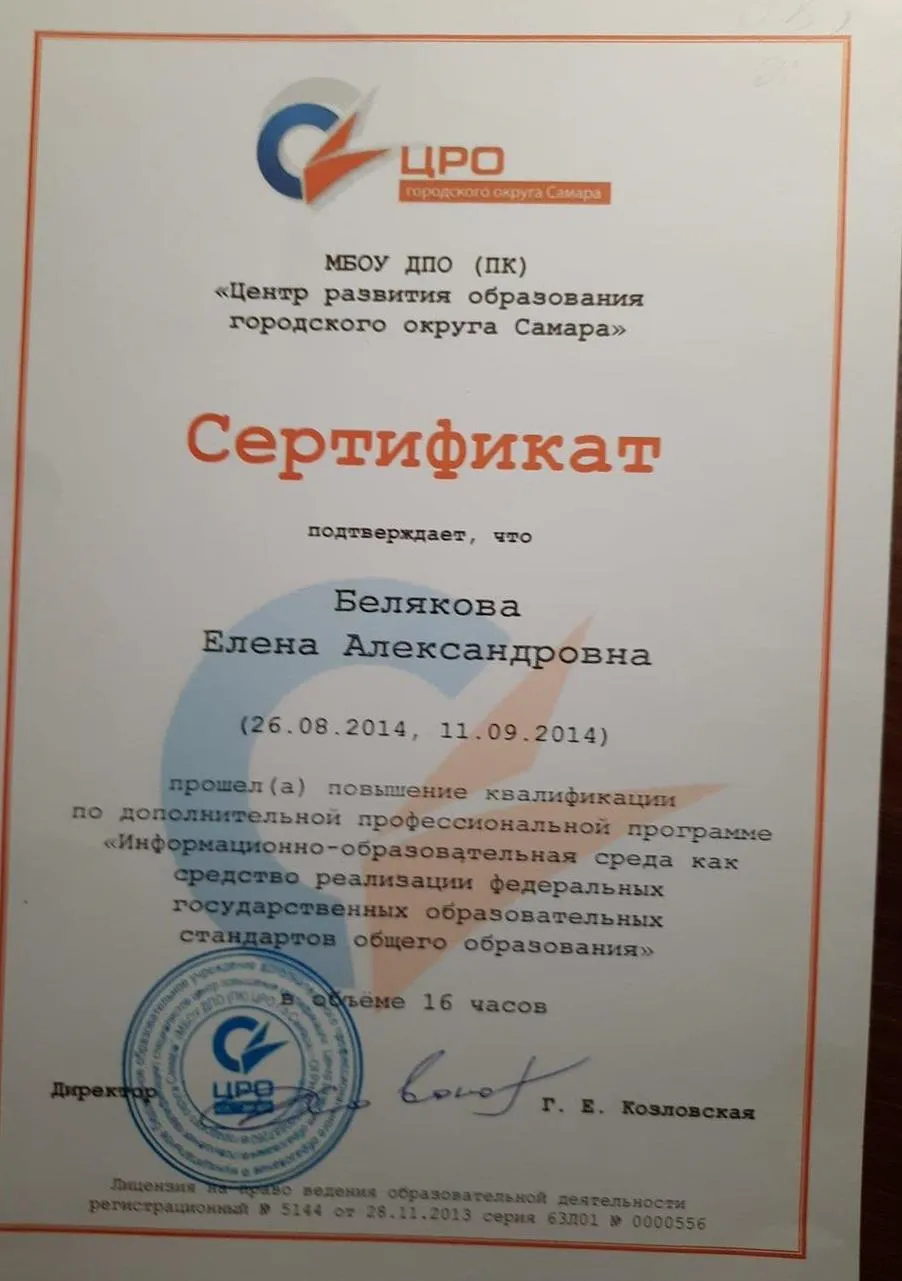 ЦРО
городского округа Самара
МБОУ ДПО (ПК)
«Центр развития образования
городского округа Самара»
Сертификат
подтверждает, что
Белякова
Елена Александровна
(26.08.2014, 11.09.2014)
прошел(а) повышение квалификации
по дополнительной профессиональной программе
«Информационно-образовательная среда как
средство реализации федеральных
государственных образовательных
стандартов общего образования»
в объёме 16 часов
ЦРО
Директор
Г. Е. Козловская
Лицензия на право ведения образовательной деятельности
регистрационный № 5144 от 28.11.2013 серия 63Л01 № 0000556